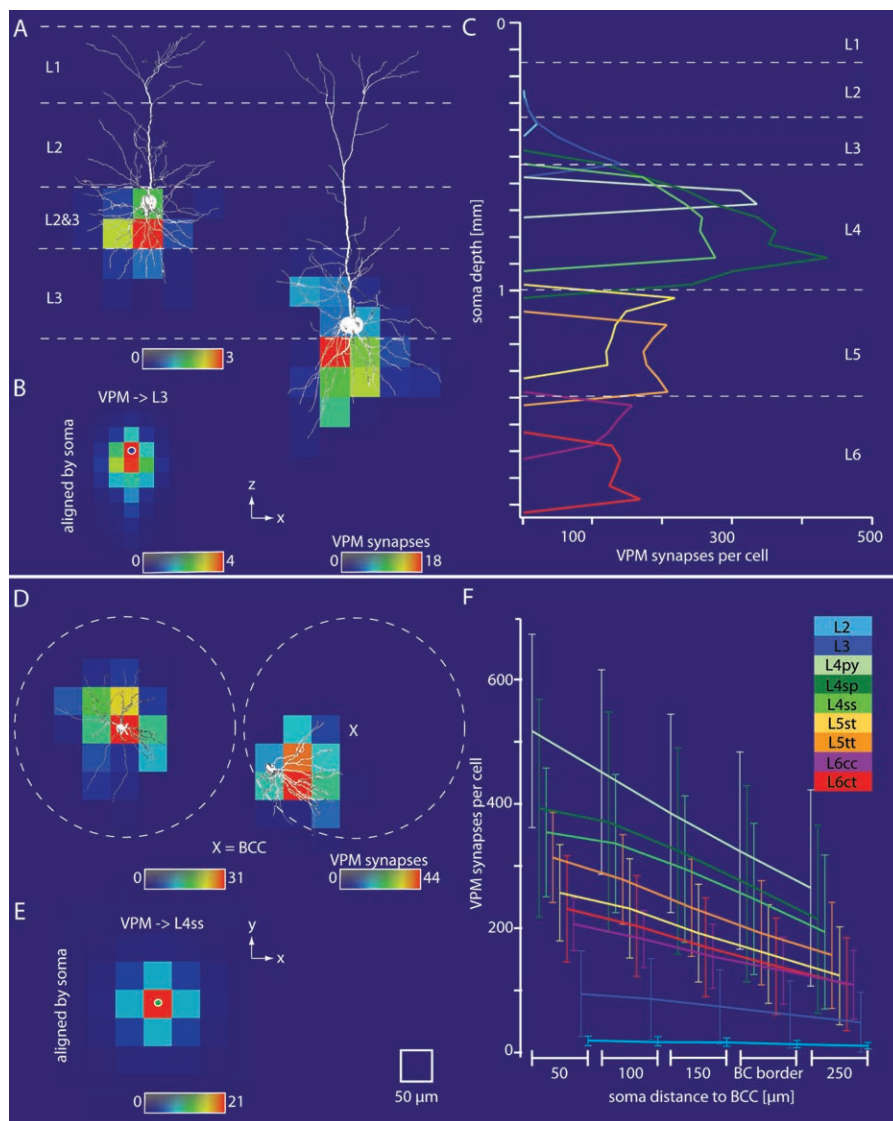 A
L1
L2
L2&3
L3
0 3
B
VPM -> L3
aligned by soma
z
x
0 4
VPM synapses
0 18
C
0
L1
L2
L3
L4
1
L5
L6
soma depth [mm]
100 300 500
VPM synapses per cell
D
X
X = BCC
0 31
VPM synapses
0 44
E
VPM -> L4ss
aligned by soma
y
x
0 21
50 µm
F
L2
L3
L4py
L4sp
L4ss
L5st
L5tt
L6cc
L6ct
600
400
200
0
VPM synapses per cell
50 100 150 BC border 250
soma distance to BCC [µm]